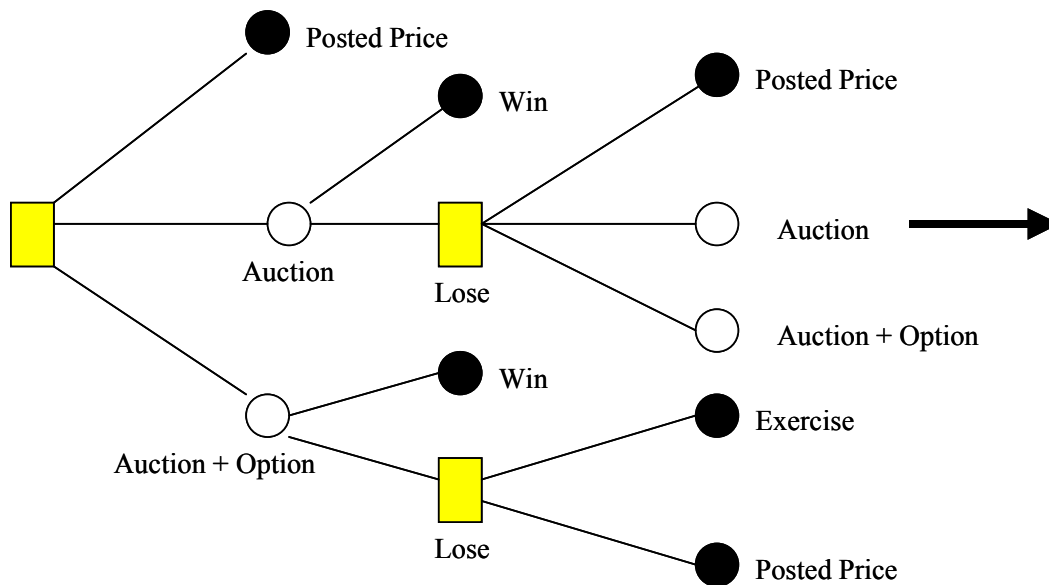 Posted Price
Posted Price
Win
Auction
Auction
Lose
Auction + Option
Win
Exercise
Auction + Option
Lose
Posted Price